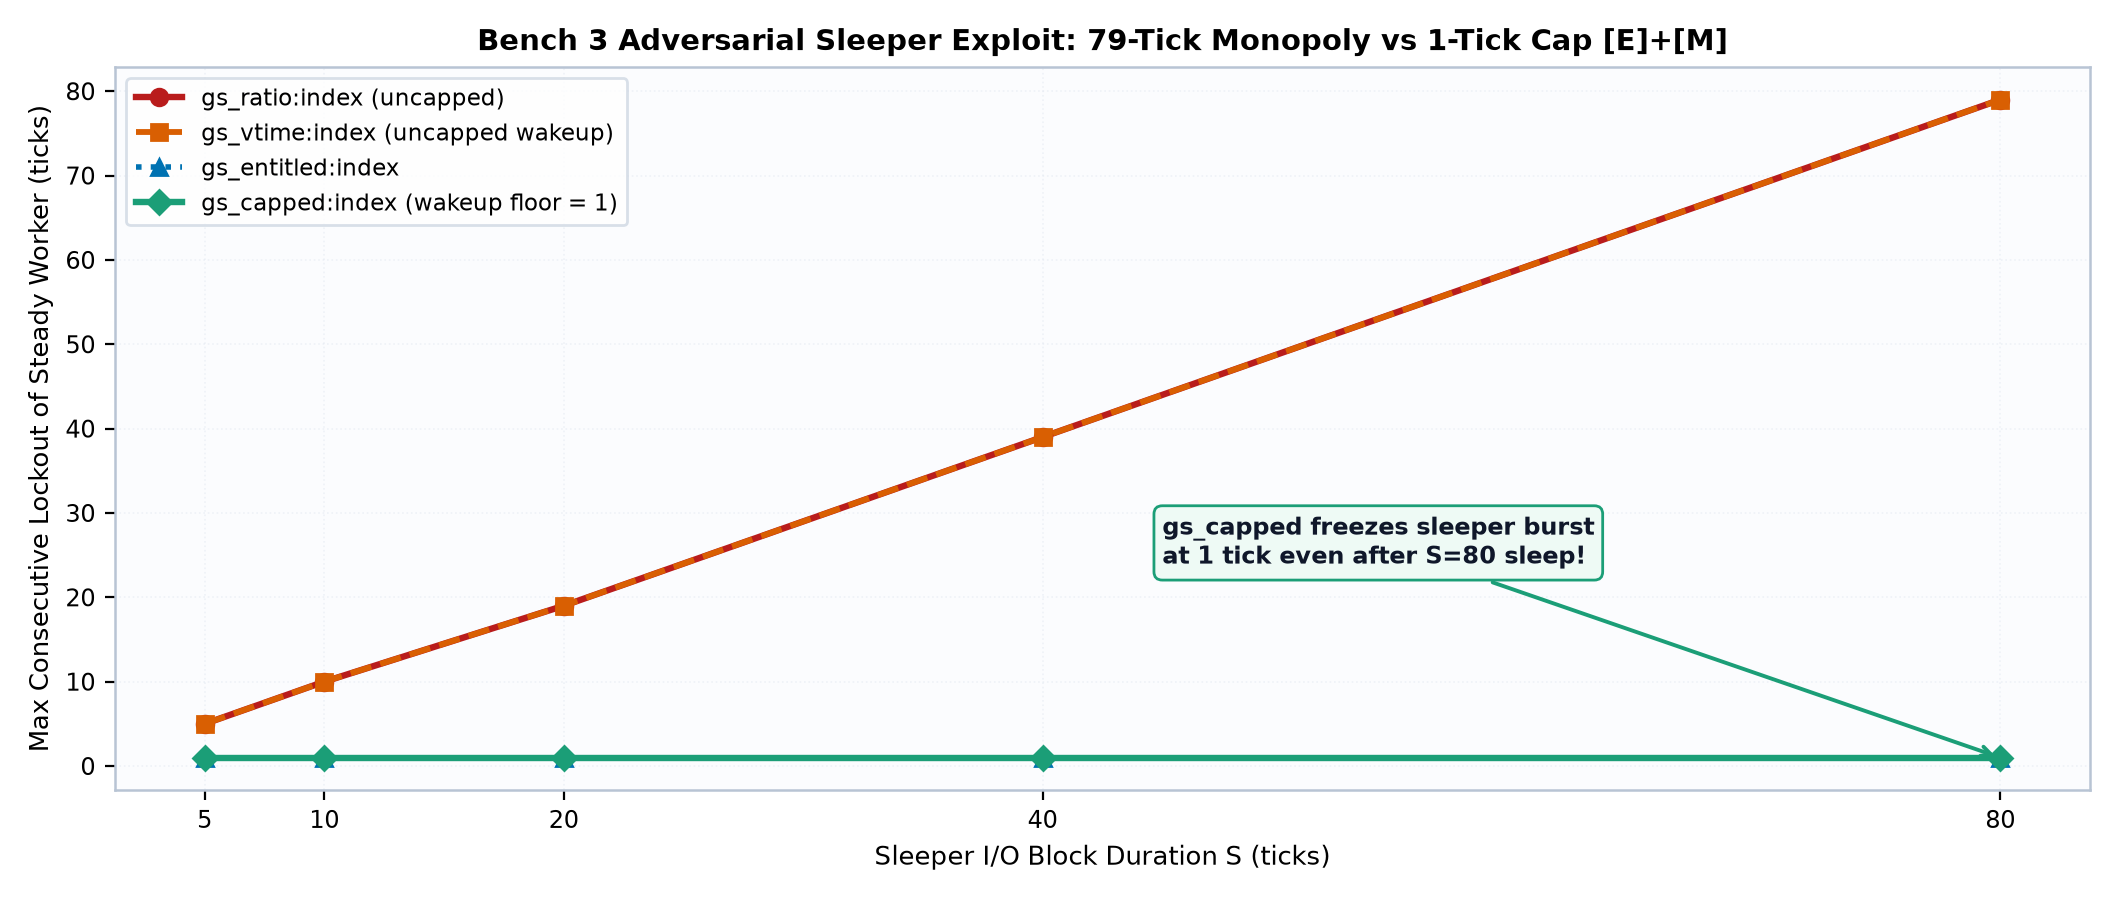 Bench 3 Adversarial Sleeper Exploit: 79-Tick Monopoly vs 1-Tick Cap [E]+[M]
Max Consecutive Lockout of Steady Worker (ticks)
80
70
60
50
40
30
20
10
0
gs_ratio:index (uncapped)
gs_vtime:index (uncapped wakeup)
gs_entitled:index
gs_capped:index (wakeup floor = 1)
gs_capped freezes sleeper burst
at 1 tick even after S=80 sleep!
5 10 20 40 80
Sleeper I/O Block Duration S (ticks)